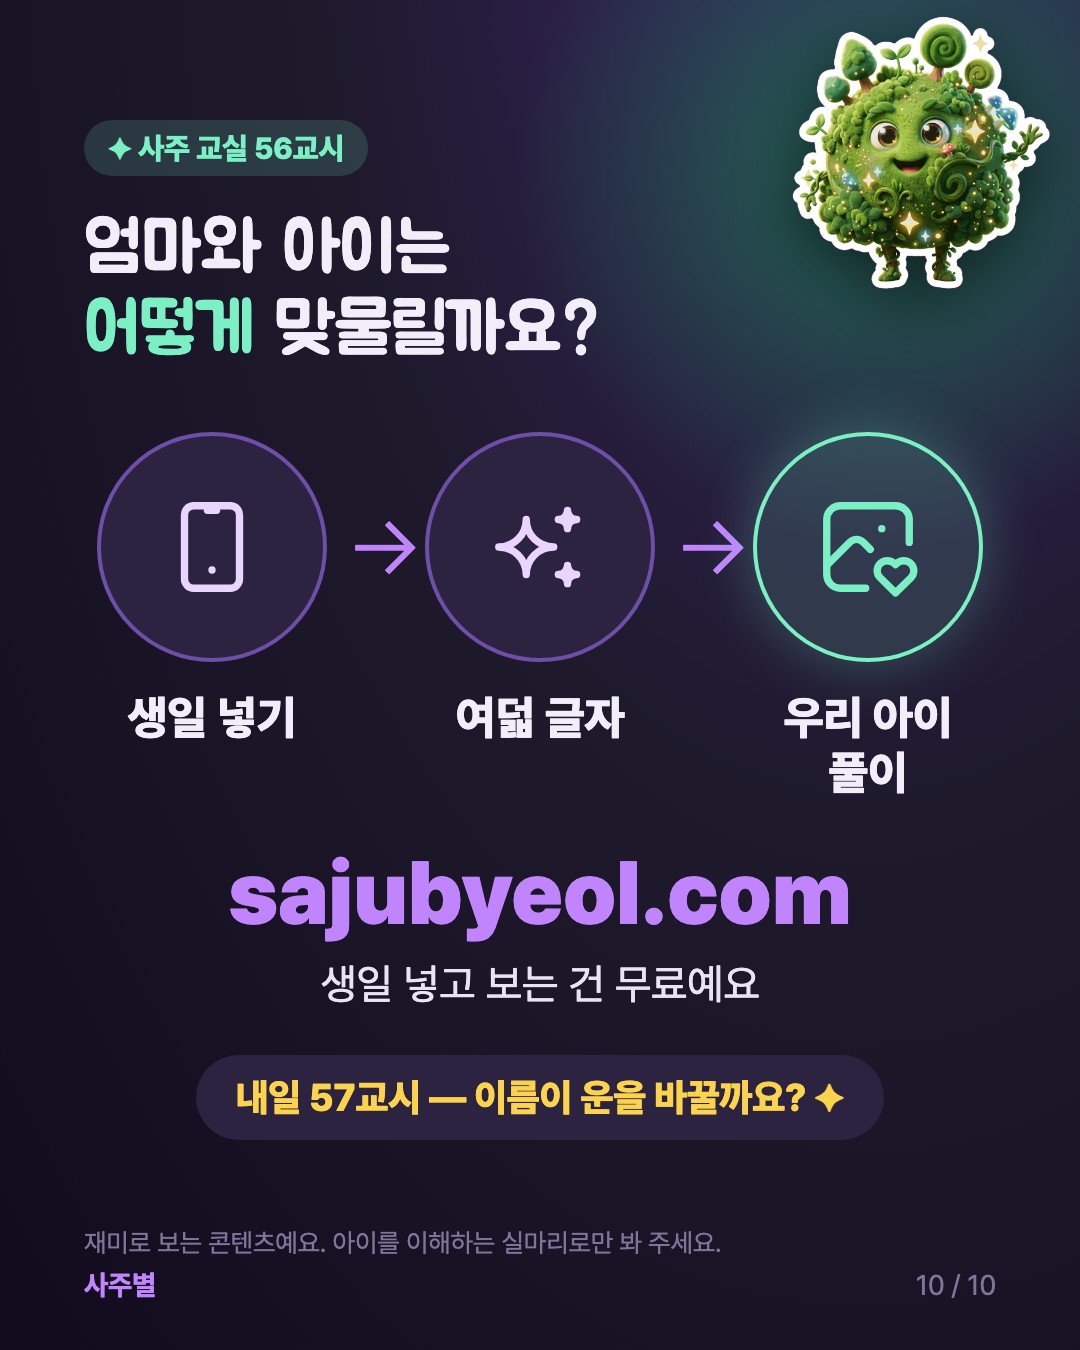 ✦ 사주 교실 56교시
엄마와 아이는
어떻게 맞물릴까요?
생일 넣기
여덟 글자
우리 아이
풀이
sajubyeol.com
생일 넣고 보는 건 무료예요
내일 57교시 — 이름이 운을 바꿀까요? ✦
재미로 보는 콘텐츠예요. 아이를 이해하는 실마리로만 봐 주세요.
사주별
10 / 10